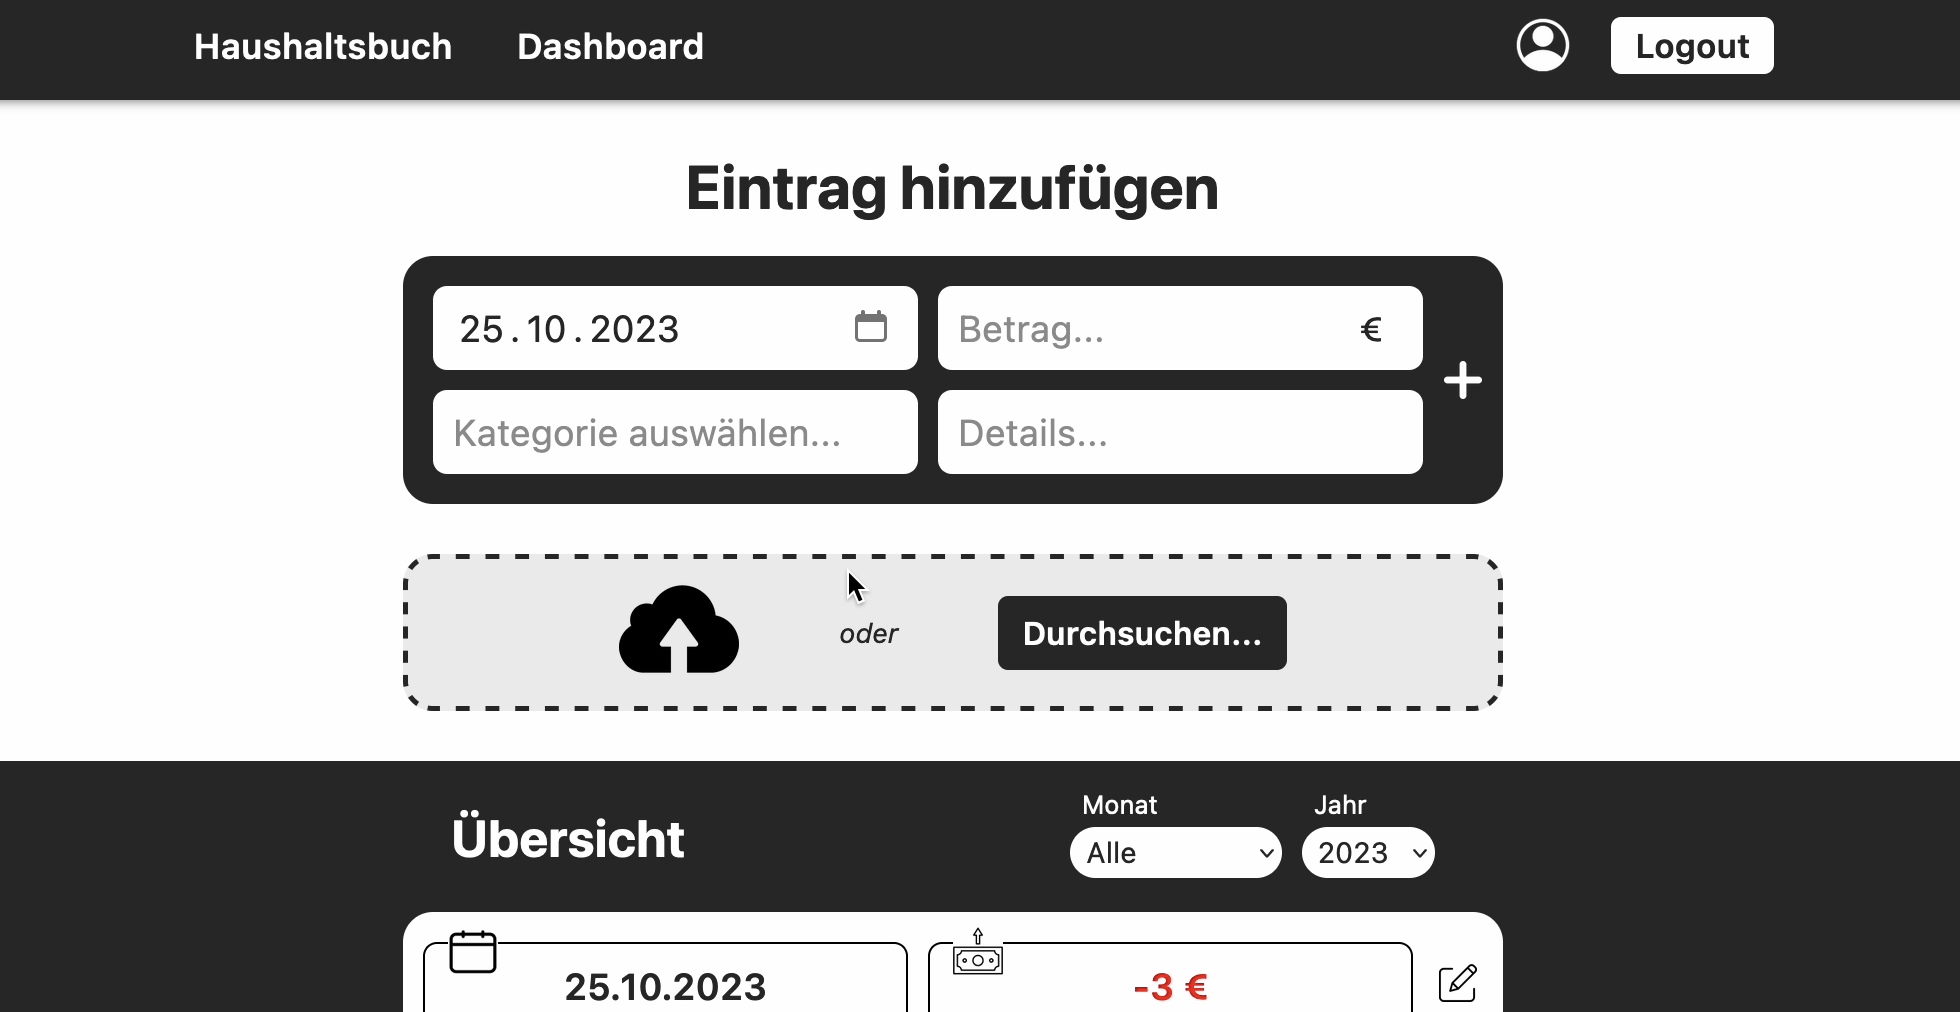 Haushaltsbuch Dashboard Logout
Eintrag hinzufügen
25.10.2023 Betrag... €
Kategorie auswählen... Details...
oder Durchsuchen...
Monat Jahr
Übersicht Alle 2023
25.10.2023 -3 €